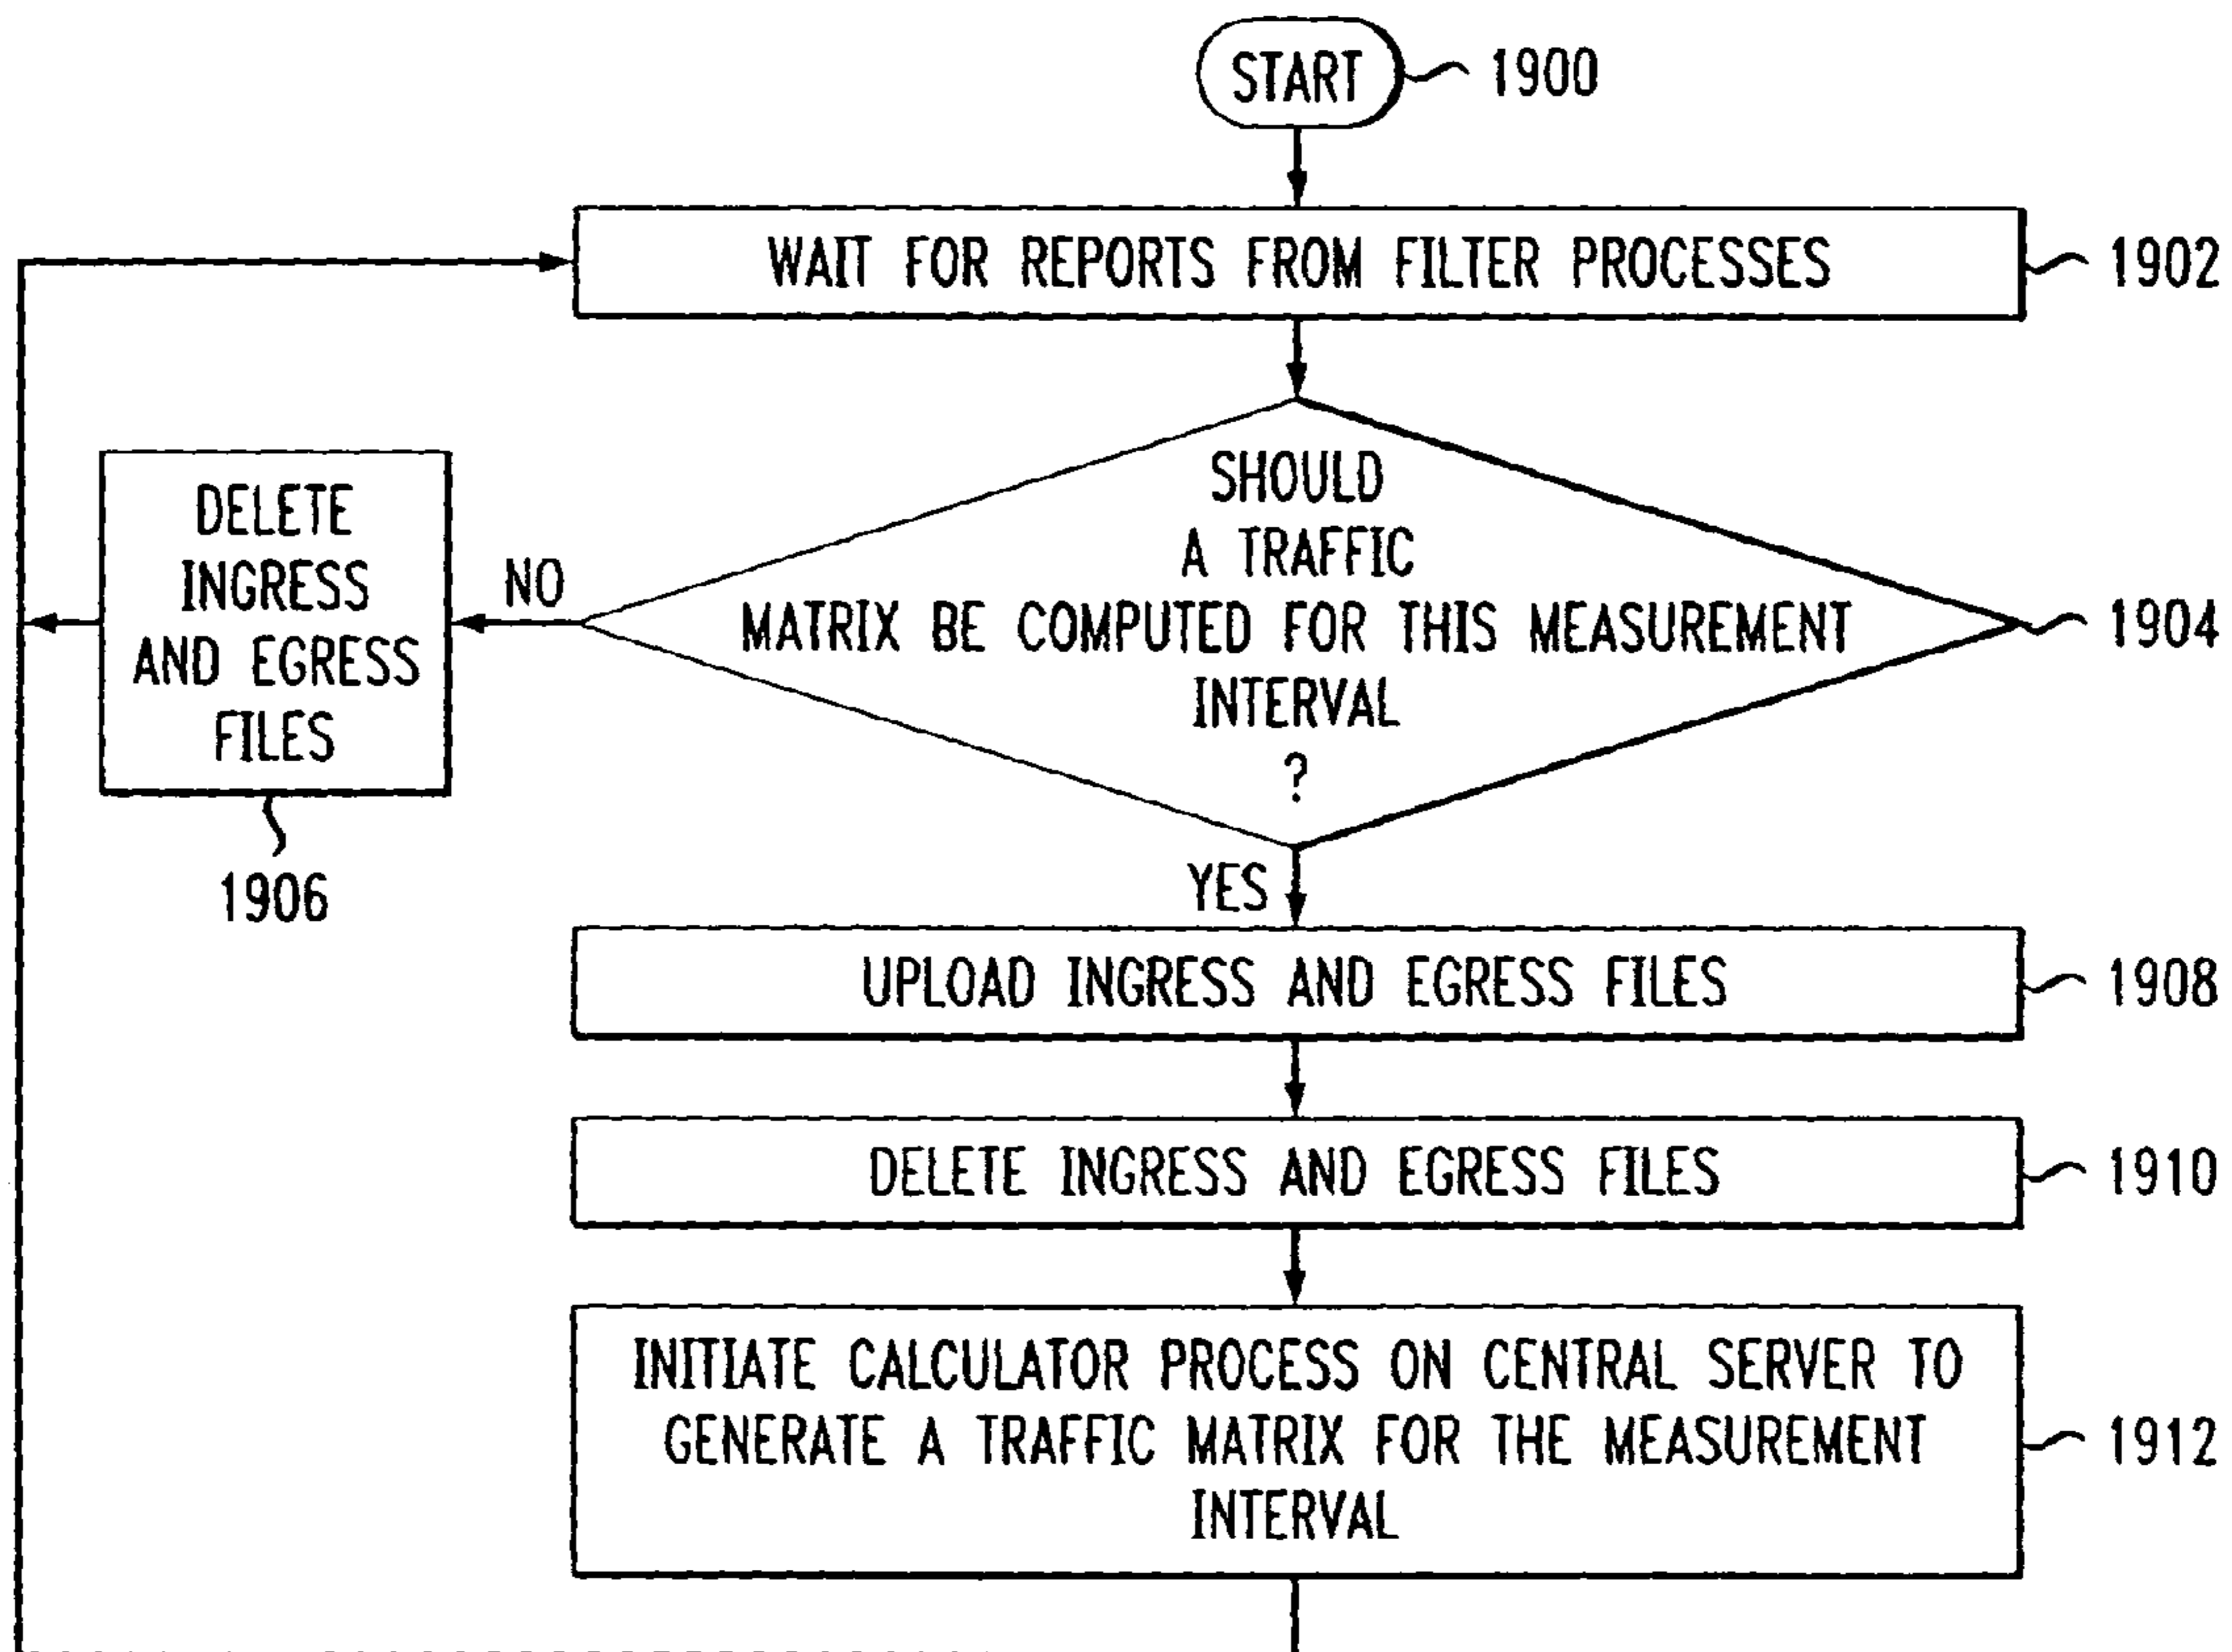 START
1900
WAIT FOR REPORTS FROM FILTER PROCESSES
1902
SHOULD
A TRAFFIC
MATRIX BE COMPUTED FOR THIS MEASUREMENT
INTERVAL
?
1904
NO
DELETE
INGRESS
AND EGRESS
FILES
1906
YES
UPLOAD INGRESS AND EGRESS FILES
1908
DELETE INGRESS AND EGRESS FILES
1910
INITIATE CALCULATOR PROCESS ON CENTRAL SERVER TO
GENERATE A TRAFFIC MATRIX FOR THE MEASUREMENT
INTERVAL
1912